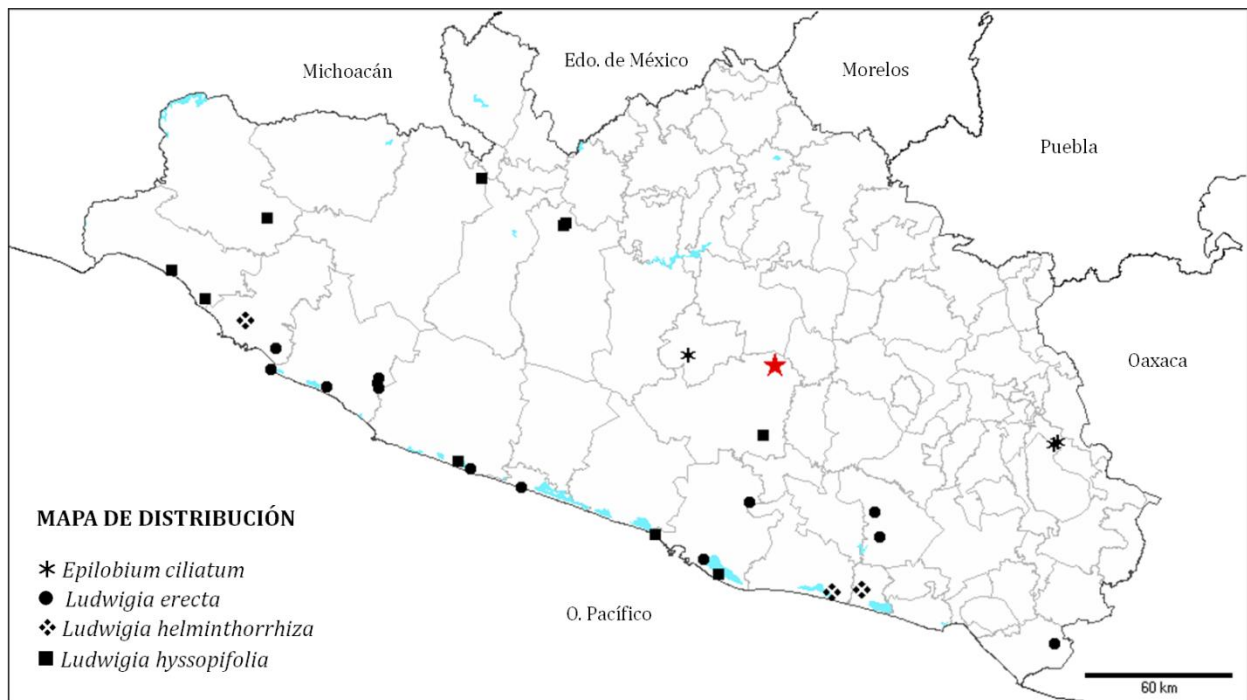 Michoacán
Edo. de México
Morelos
Puebla
Oaxaca
O. Pacífico
MAPA DE DISTRIBUCIÓN
Epilobium ciliatum
Ludwigia erecta
Ludwigia helminthorrhiza
Ludwigia hyssopifolia
60 km